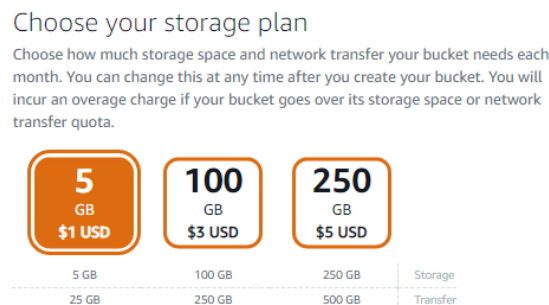 Choose your storage plan
Choose how much storage space and network transfer your bucket needs each
month. You can change this at any time after you create your bucket. You will
incur an overage charge if your bucket goes over its storage space or network
transfer quota.
5 100 250
GB GB GB
$1 USD $3 USD $5 USD
5 GB 100 GB 250 GB Storage
25 GB 250 GB 500 GB Transfer